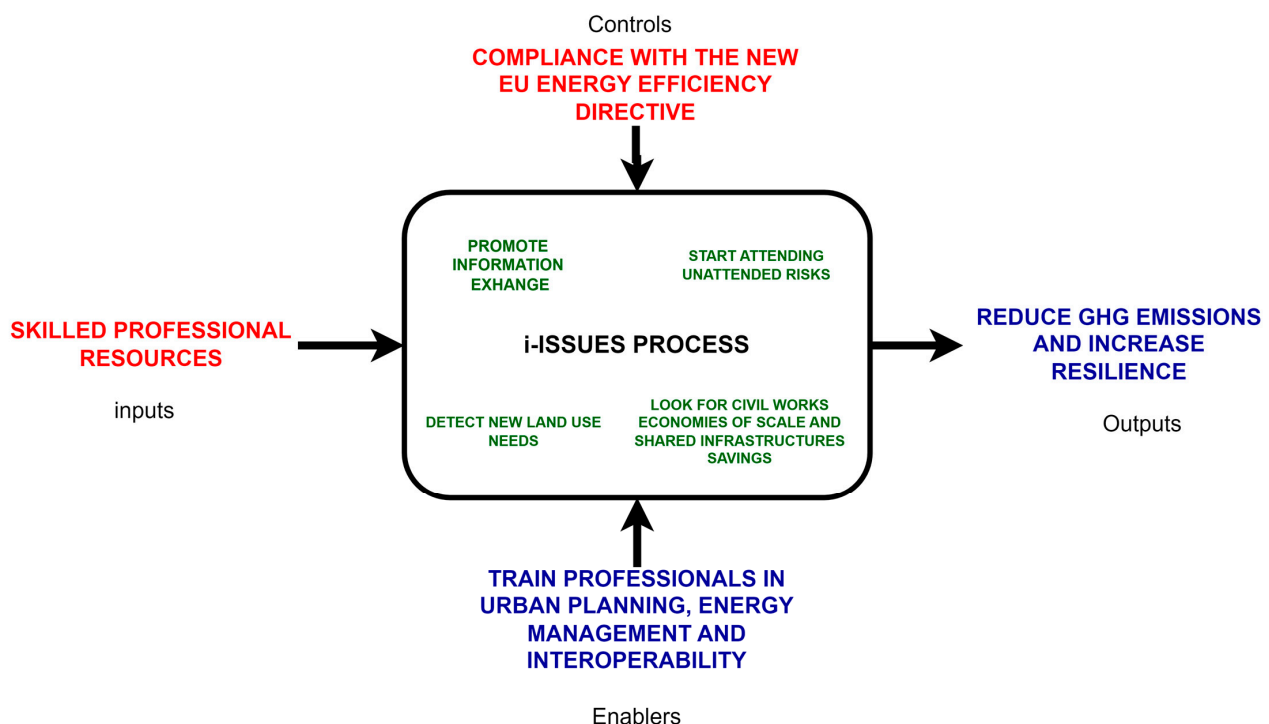 Controls
COMPLIANCE WITH THE NEW
EU ENERGY EFFICIENCY
DIRECTIVE
PROMOTE
INFORMATION
EXHANGE
START ATTENDING
UNATTENDED RISKS
SKILLED PROFESSIONAL
RESOURCES
inputs
i-ISSUES PROCESS
REDUCE GHG EMISSIONS
AND INCREASE
RESILIENCE
Outputs
DETECT NEW LAND USE
NEEDS
LOOK FOR CIVIL WORKS
ECONOMIES OF SCALE AND
SHARED INFRASTRUCTURES
SAVINGS
TRAIN PROFESSIONALS IN
URBAN PLANNING, ENERGY
MANAGEMENT AND
INTEROPERABILITY
Enablers